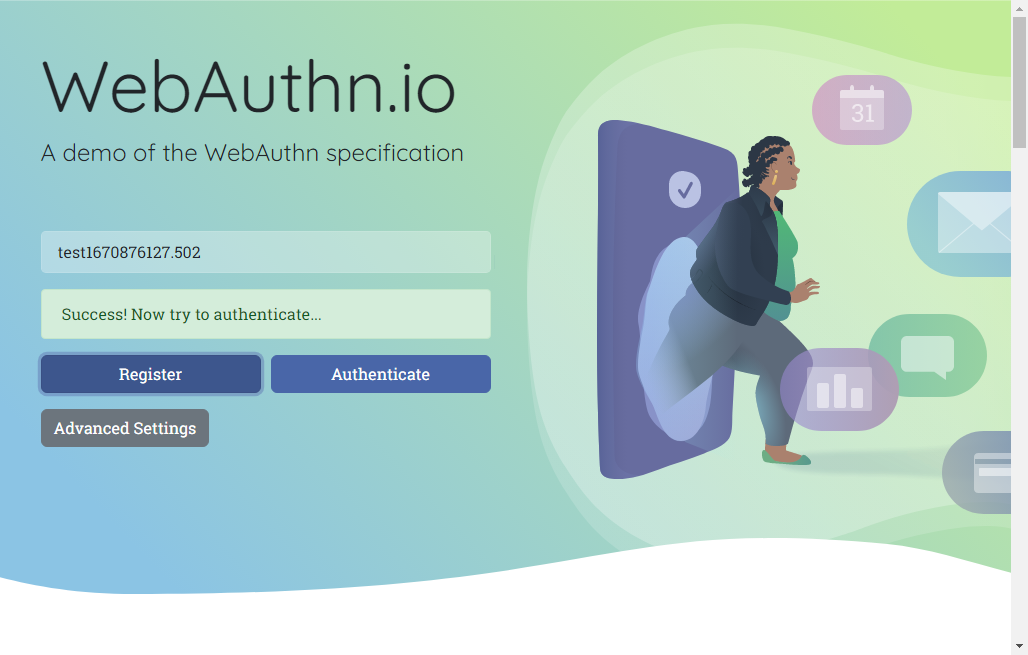 WebAuthn.io
A demo of the WebAuthn specification
31
test1670876127.502
Success! Now try to authenticate...
Register Authenticate
Advanced Settings